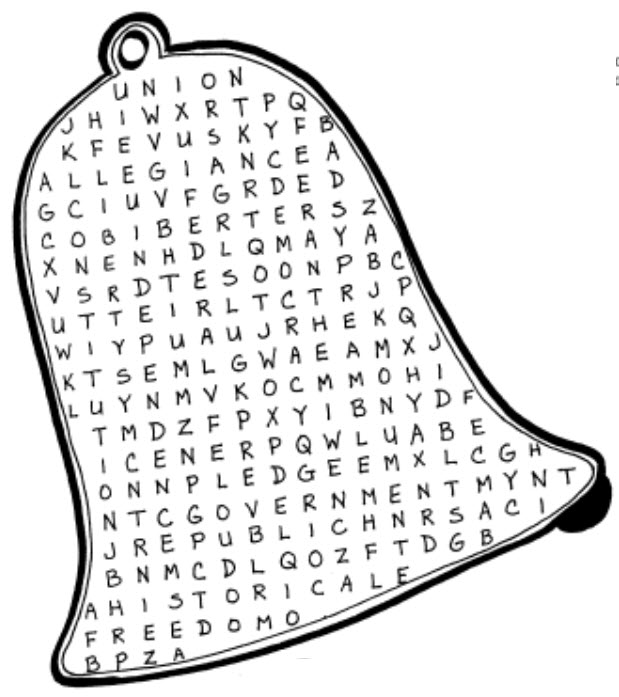 U N I O N
J H I W X R T P Q
K F E V U S K Y F B
A L L E G I A N C E A
G C I U V F G R D E D
C O B I B E R T E R S Z
X N E N H D L Q M A Y A
V S R D T E S O O N P B C
U T T E I R L T C T R J P
W I Y P U A U J R H E K Q
K T S E M L G W A E A M X J
L U Y N M V K O C M M O H I
T M D Z F P X Y I B N Y D F
I C E N E R P Q W L U A B E
O N N P L E D G E E M X L C G H
N T C G O V E R N M E N T M Y N T
J R E P U B L I C H N R S A C I
B N M C D L Q O Z F T D G B
A H I S T O R I C A L E
F R E E D O M O
B P Z A